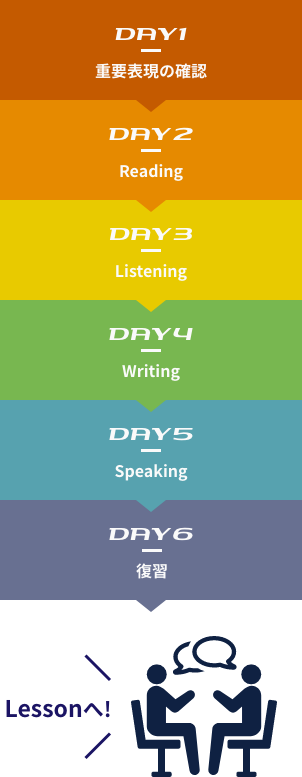 DAY1
重要表現の確認
DAY2
Reading
DAY3
Listening
DAY4
Writing
DAY5
Speaking
DAY6
復習
Lessonへ!